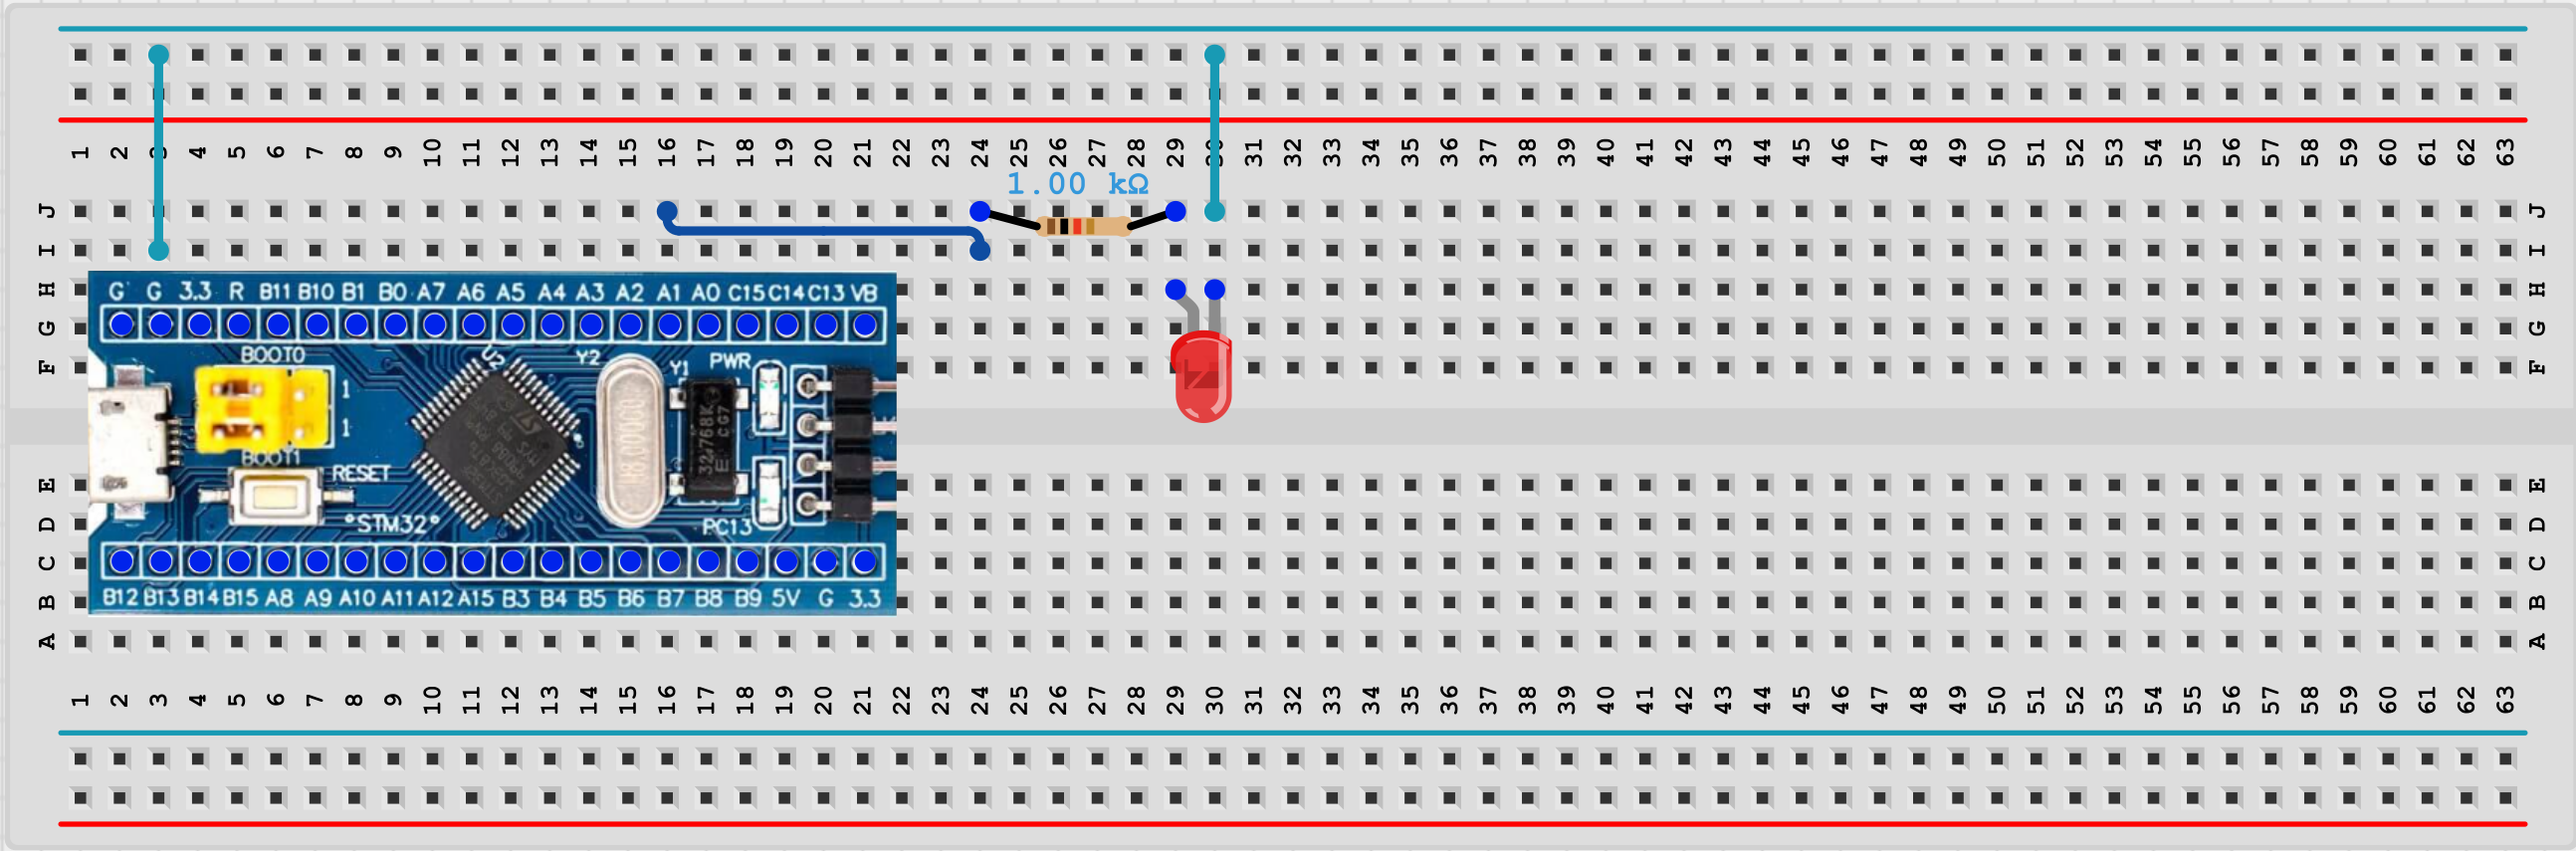 1 2 3 4 5 6 7 8 9 10 11 12 13 14 15 16 17 18 19 20 21 22 23 24 25 26 27 28 29 30 31 32 33 34 35 36 37 38 39 40 41 42 43 44 45 46 47 48 49 50 51 52 53 54 55 56 57 58 59 60 61 62 63
1.00 kΩ
J J
I I
H G G 3.3 R B11 B10 B1 B0 A7 A6 A5 A4 A3 A2 A1 A0 C15 C14 C13 VB H
G G
BOOT0 U2 Y2 Y1 PWR
F F
1
1
8.00000
32.768K
CG7
E
BOOT1
RESET
E E
°STM32° PC13
D D
C C
B B12 B13 B14 B15 A8 A9 A10 A11 A12 A15 B3 B4 B5 B6 B7 B8 B9 5V G 3.3 B
A A
1 2 3 4 5 6 7 8 9 10 11 12 13 14 15 16 17 18 19 20 21 22 23 24 25 26 27 28 29 30 31 32 33 34 35 36 37 38 39 40 41 42 43 44 45 46 47 48 49 50 51 52 53 54 55 56 57 58 59 60 61 62 63